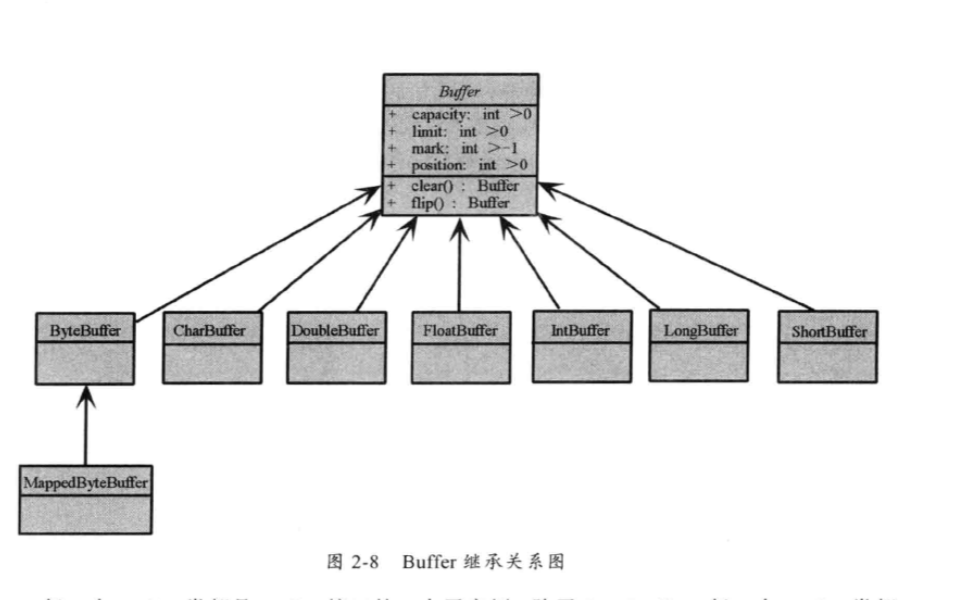 Buffer
+ capacity: int >0
+ limit: int >0
+ mark: int >-1
+ position: int >0
+ clear() : Buffer
+ flip() : Buffer
ByteBuffer
CharBuffer
DoubleBuffer
FloatBuffer
IntBuffer
LongBuffer
ShortBuffer
MappedByteBuffer
图 2-8 Buffer 继承关系图